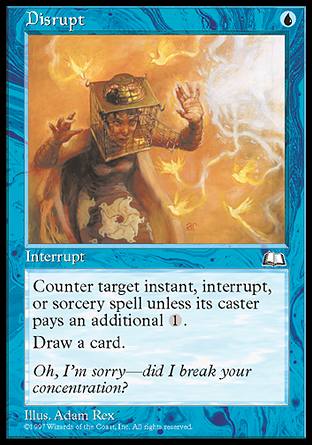 Disrupt
Interrupt
Counter target instant, interrupt,
or sorcery spell unless its caster
pays an additional 1.
Draw a card.
Oh, I'm sorry—did I break your
concentration?
Illus. Adam Rex
©1997 Wizards of the Coast, Inc. All rights reserved.